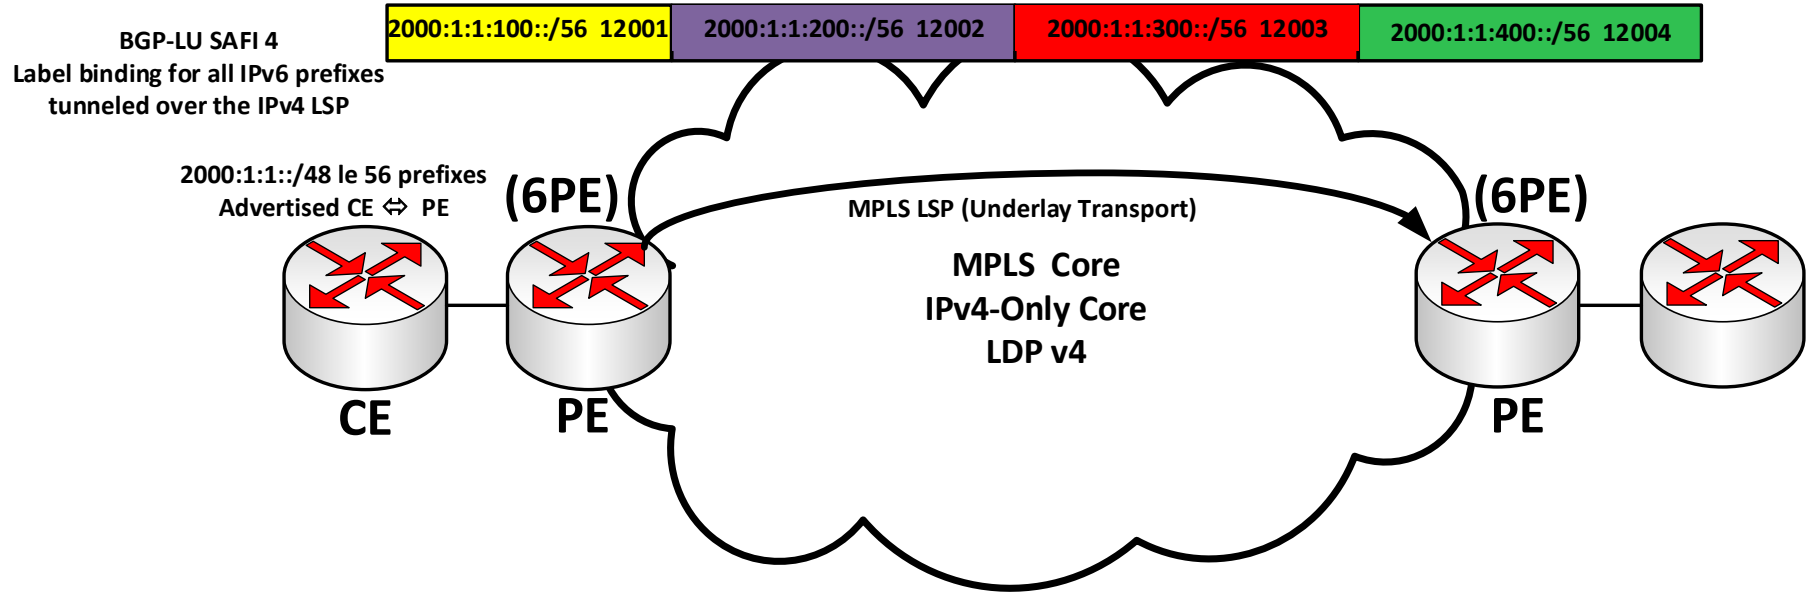 2000:1:1:100::/56 12001
2000:1:1:200::/56 12002
2000:1:1:300::/56 12003
2000:1:1:400::/56 12004
BGP-LU SAFI 4
Label binding for all IPv6 prefixes
tunneled over the IPv4 LSP
2000:1:1::/48 le 56 prefixes
Advertised CE ⇔ PE
(6PE)
(6PE)
MPLS LSP (Underlay Transport)
MPLS Core
IPv4-Only Core
LDP v4
CE
PE
PE